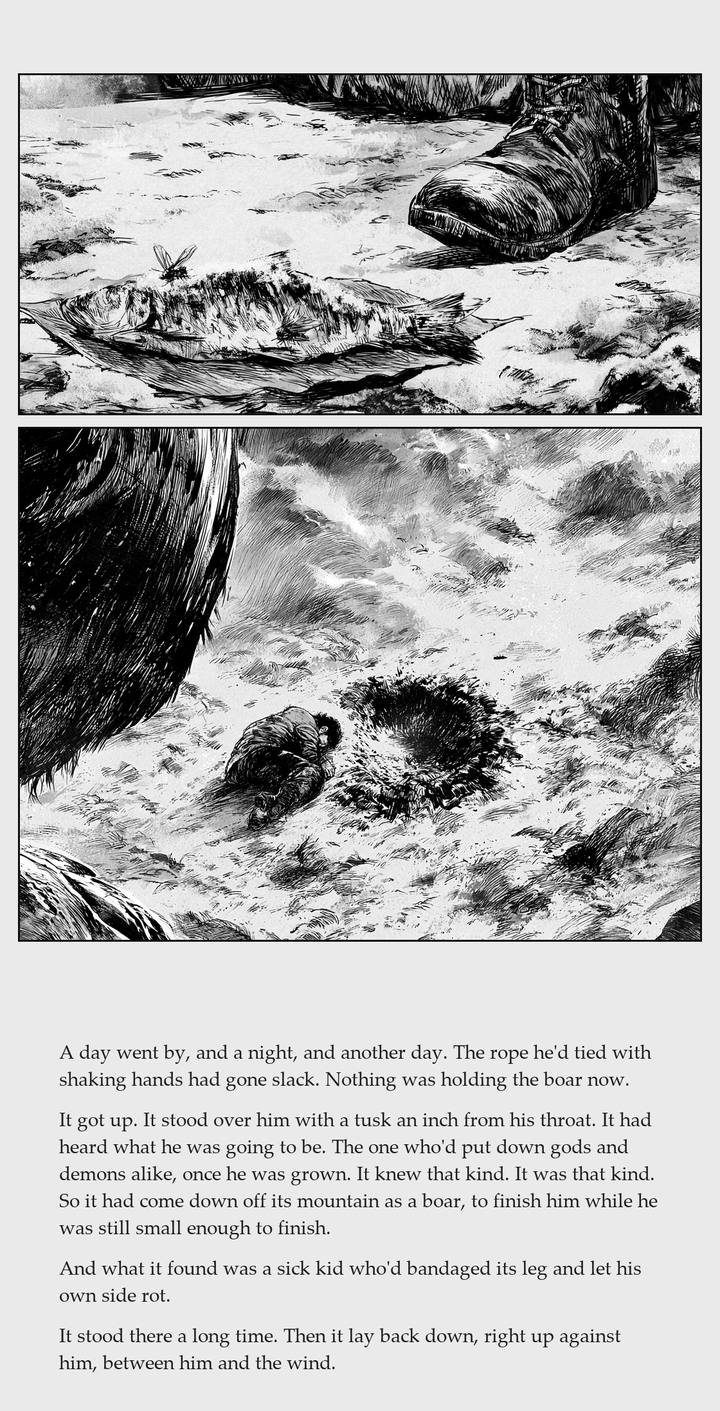 A day went by, and a night, and another day. The rope he'd tied with
shaking hands had gone slack. Nothing was holding the boar now.
It got up. It stood over him with a tusk an inch from his throat. It had
heard what he was going to be. The one who'd put down gods and
demons alike, once he was grown. It knew that kind. It was that kind.
So it had come down off its mountain as a boar, to finish him while he
was still small enough to finish.
And what it found was a sick kid who'd bandaged its leg and let his
own side rot.
It stood there a long time. Then it lay back down, right up against
him, between him and the wind.